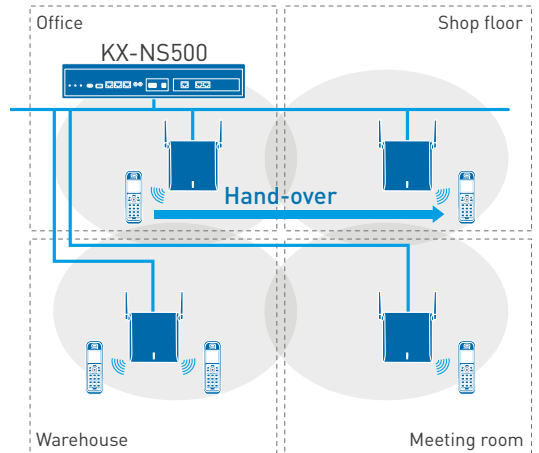 Office
Shop floor
KX-NS500
Hand-over
Warehouse
Meeting room